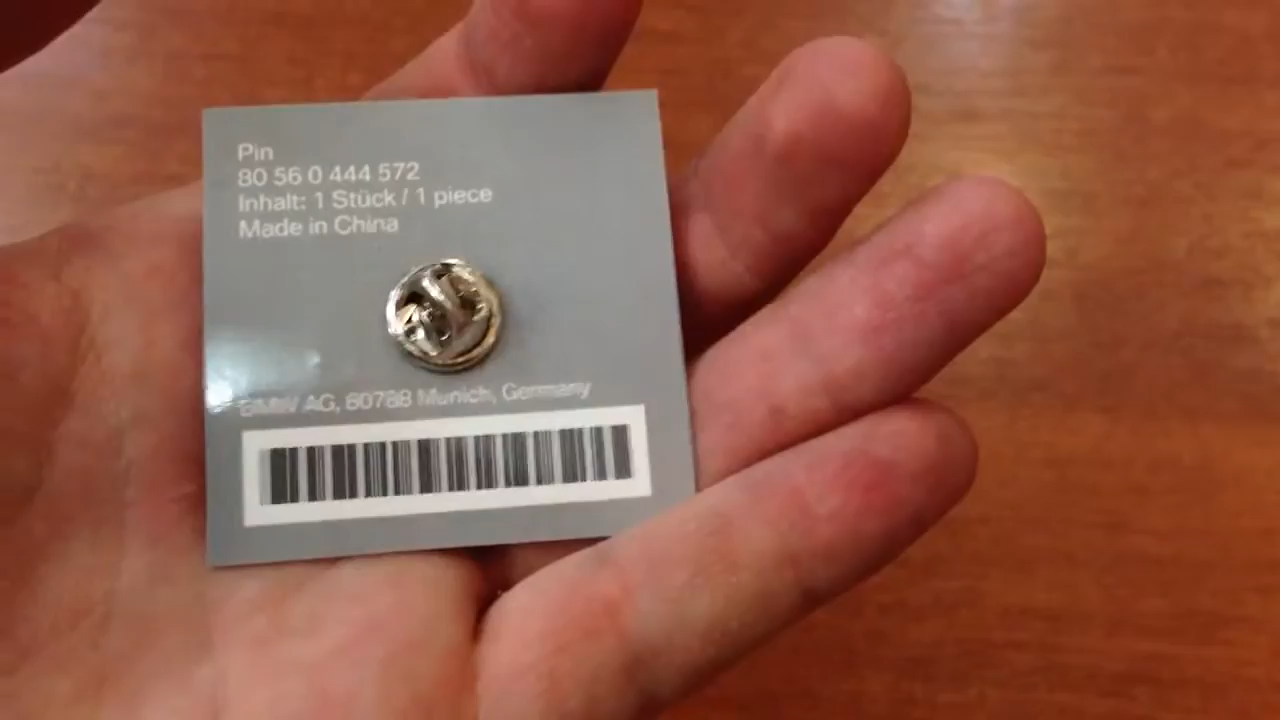 Pin
80 56 0 444 572
Inhalt: 1 Stück / 1 piece
Made in China
BMW AG, 80788 Munich, Germany